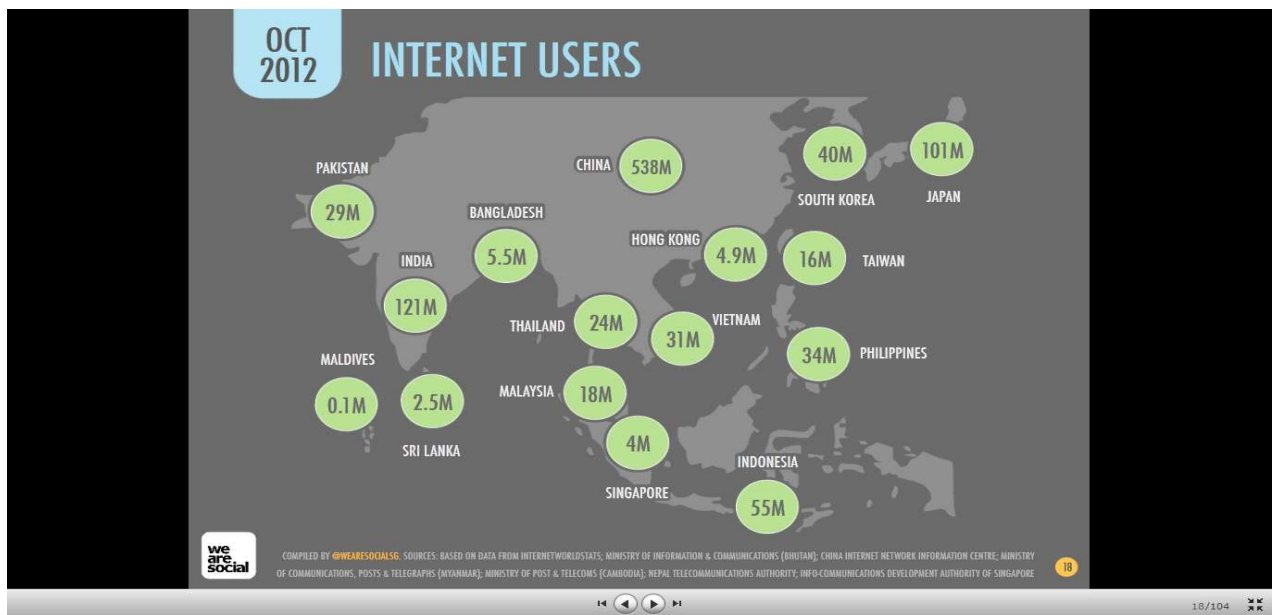 OCT
2012
INTERNET USERS
PAKISTAN
29M
CHINA
538M
40M
SOUTH KOREA
101M
JAPAN
BANGLADESH
5.5M
HONG KONG
4.9M
16M
TAIWAN
INDIA
121M
THAILAND
24M
VIETNAM
31M
34M
PHILIPPINES
MALDIVES
0.1M
2.5M
SRI LANKA
MALAYSIA
18M
4M
SINGAPORE
INDONESIA
55M
we
are
social
COMPILED BY @WEARESOCIALSG. SOURCES: BASED ON DATA FROM INTERNETWORLDSTATS; MINISTRY OF INFORMATION & COMMUNICATIONS (BHUTAN); CHINA INTERNET NETWORK INFORMATION CENTRE; MINISTRY
OF COMMUNICATIONS, POSTS & TELEGRAPHS (MYANMAR); MINISTRY OF POST & TELECOMS (CAMBODIA); NEPAL TELECOMMUNICATIONS AUTHORITY; INFO-COMMUNICATIONS DEVELOPMENT AUTHORITY OF SINGAPORE
18
18/104